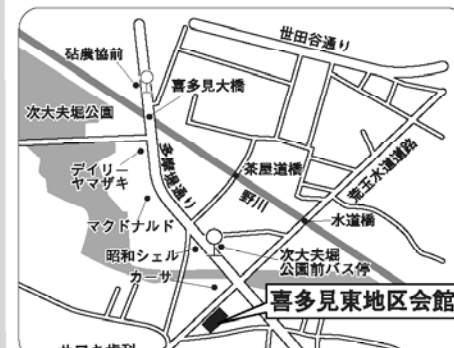 世田谷通り
砧農協前
喜多見大橋
次大夫堀公園
多摩堤通り
荒玉水道道路
デイリー
ヤマザキ
茶屋道橋
野川
マクドナルド
水道橋
昭和シェル
次大夫堀
公園前バス停
カーサ
喜多見東地区会館